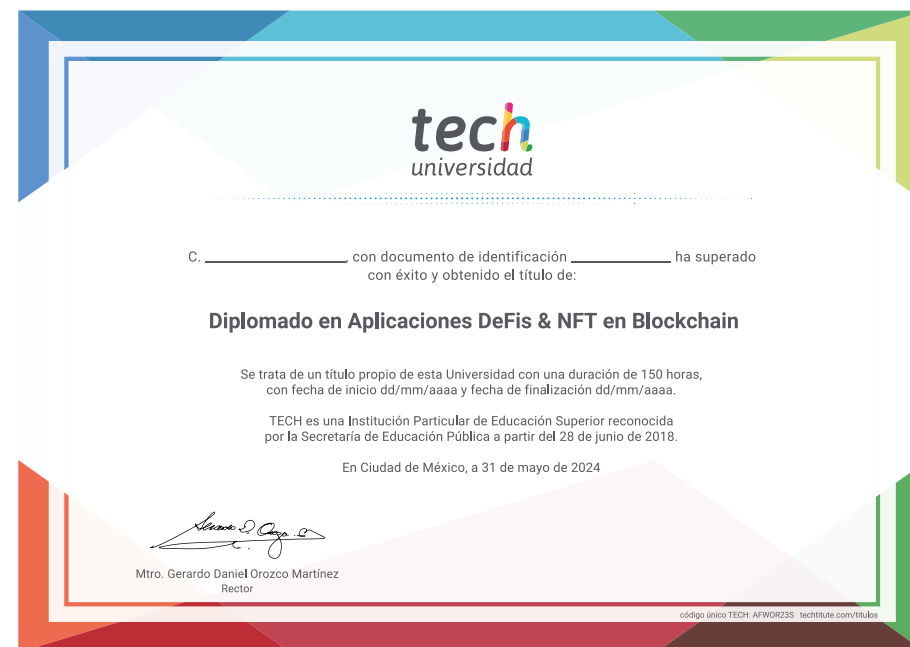 tech
universidad
C. ____________, con documento de identificación ____________ ha superado
con éxito y obtenido el título de:
Diplomado en Aplicaciones DeFis & NFT en Blockchain
Se trata de un título propio de esta Universidad con una duración de 150 horas,
con fecha de inicio dd/mm/aaaa y fecha de finalización dd/mm/aaaa.
TECH es una Institución Particular de Educación Superior reconocida
por la Secretaría de Educación Pública a partir del 28 de junio de 2018.
En Ciudad de México, a 31 de mayo de 2024
Mtro. Gerardo Daniel Orozco Martínez
Rector
código único TECH: AFWOR23S techtitute.com/titulos